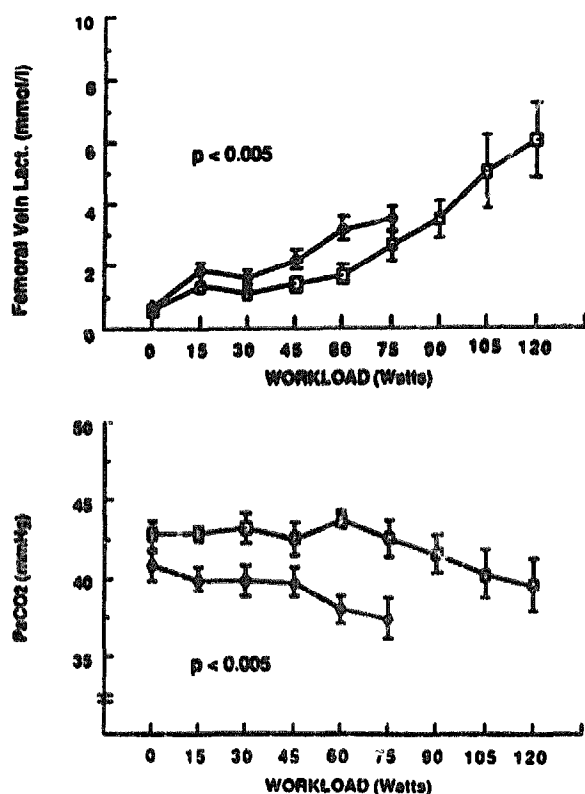 10
8
6
4
2
0
Femoral Vein Lact. (mmol/l)
p < 0.005
0 15 30 45 60 75 90 105 120
WORKLOAD (Watts)
50
45
40
35
PaCO2 (mmHg)
p < 0.005
0 15 30 45 60 75 90 105 120
WORKLOAD (Watts)